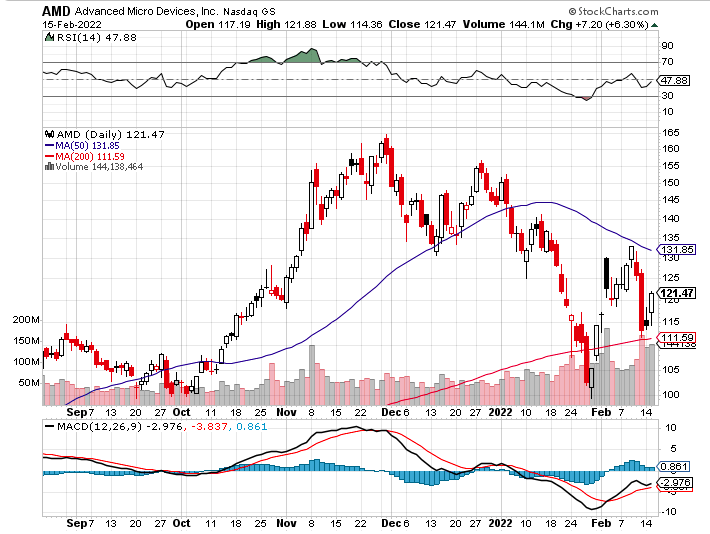 AMD Advanced Micro Devices, Inc. Nasdaq GS © StockCharts.com
15-Feb-2022 Open 117.19 High 121.88 Low 114.36 Close 121.47 Volume 144.1M Chg +7.20 (+6.30%)
RSI(14) 47.88
90
70
50
47.88
30
10
AMD (Daily) 121.47
MA(50) 131.85
MA(200) 111.59
Volume 144,138,464
165
160
155
150
145
140
135
131.85
130
125
121.47
120
115
111.59
105
100
200M
150M
100M
50M
Sep 7 13 20 27 Oct 11 18 25 Nov 8 15 22 Dec 6 13 20 27 2022 10 18 24 Feb 7 14
MACD(12,26,9) -2.976, -3.837, 0.861
10
5
0.861
-2.976
-5
-10
Sep 7 13 20 27 Oct 11 18 25 Nov 8 15 22 Dec 6 13 20 27 2022 10 18 24 Feb 7 14